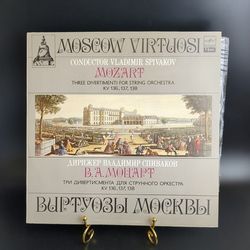 MOSCOW VIRTUOSI
CONDUCTOR VLADIMIR SPIVAKOV
MOZART
THREE DIVERTIMENTI FOR STRING ORCHESTRA
KV 136, 137, 138
ДИРИЖЕР ВЛАДИМИР СПИВАКОВ
В.А.МОЦАРТ
ТРИ ДИВЕРТИСМЕНТА ДЛЯ СТРУННОГО ОРКЕСТРА
KV 136, 137, 138
ВИРТУОЗЫ МОСКВЫ